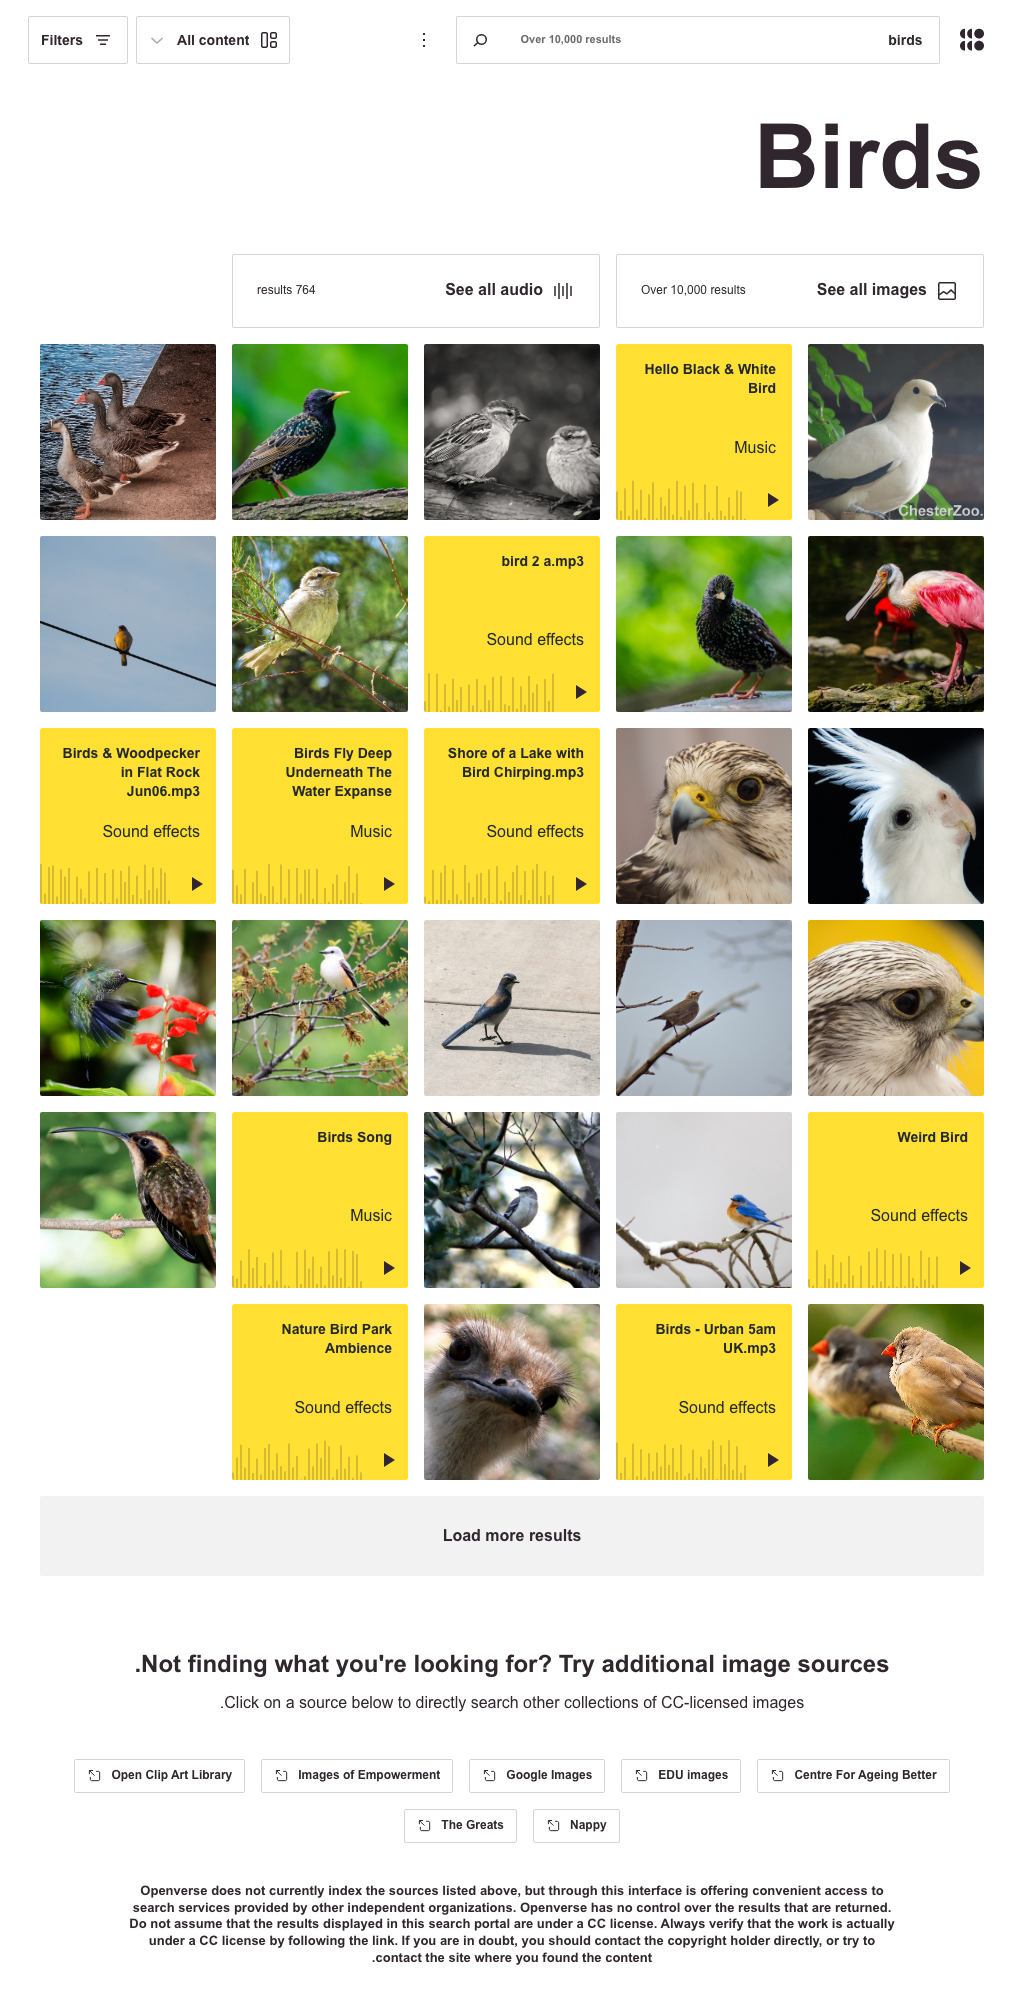 birds
Over 10,000 results
All content
Filters
Birds
See all images
Over 10,000 results
See all audio
results 764
ChesterZoo.
Hello Black & White
Bird
Music
bird 2 a.mp3
Sound effects
Shore of a Lake with
Bird Chirping.mp3
Sound effects
Birds Fly Deep
Underneath The
Water Expanse
Music
Birds & Woodpecker
in Flat Rock
Jun06.mp3
Sound effects
Weird Bird
Sound effects
Birds Song
Music
Birds - Urban 5am
UK.mp3
Sound effects
Nature Bird Park
Ambience
Sound effects
Load more results
.Not finding what you're looking for? Try additional image sources
.Click on a source below to directly search other collections of CC-licensed images
Centre For Ageing Better
EDU images
Google Images
Images of Empowerment
Open Clip Art Library
Nappy
The Greats
Openverse does not currently index the sources listed above, but through this interface is offering convenient access to
search services provided by other independent organizations. Openverse has no control over the results that are returned.
Do not assume that the results displayed in this search portal are under a CC license. Always verify that the work is actually
under a CC license by following the link. If you are in doubt, you should contact the copyright holder directly, or try to
.contact the site where you found the content